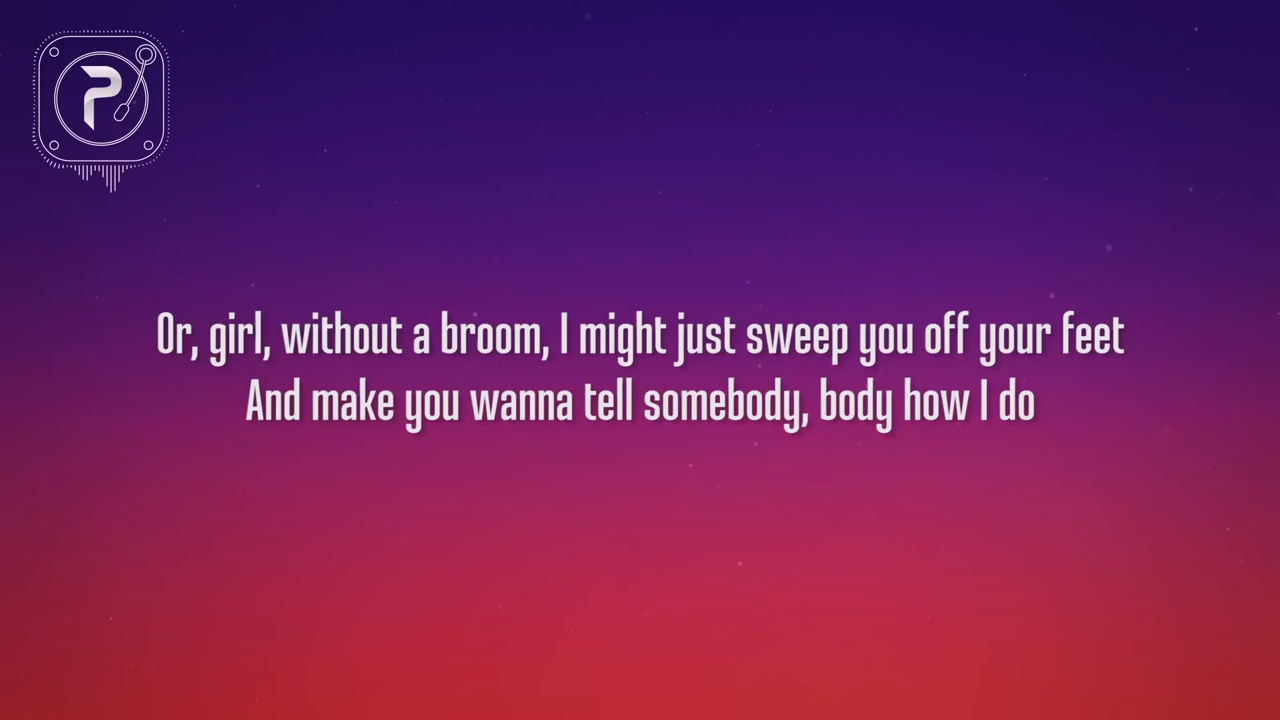 P
Or, girl, without a broom, I might just sweep you off your feet
And make you wanna tell somebody, body how I do